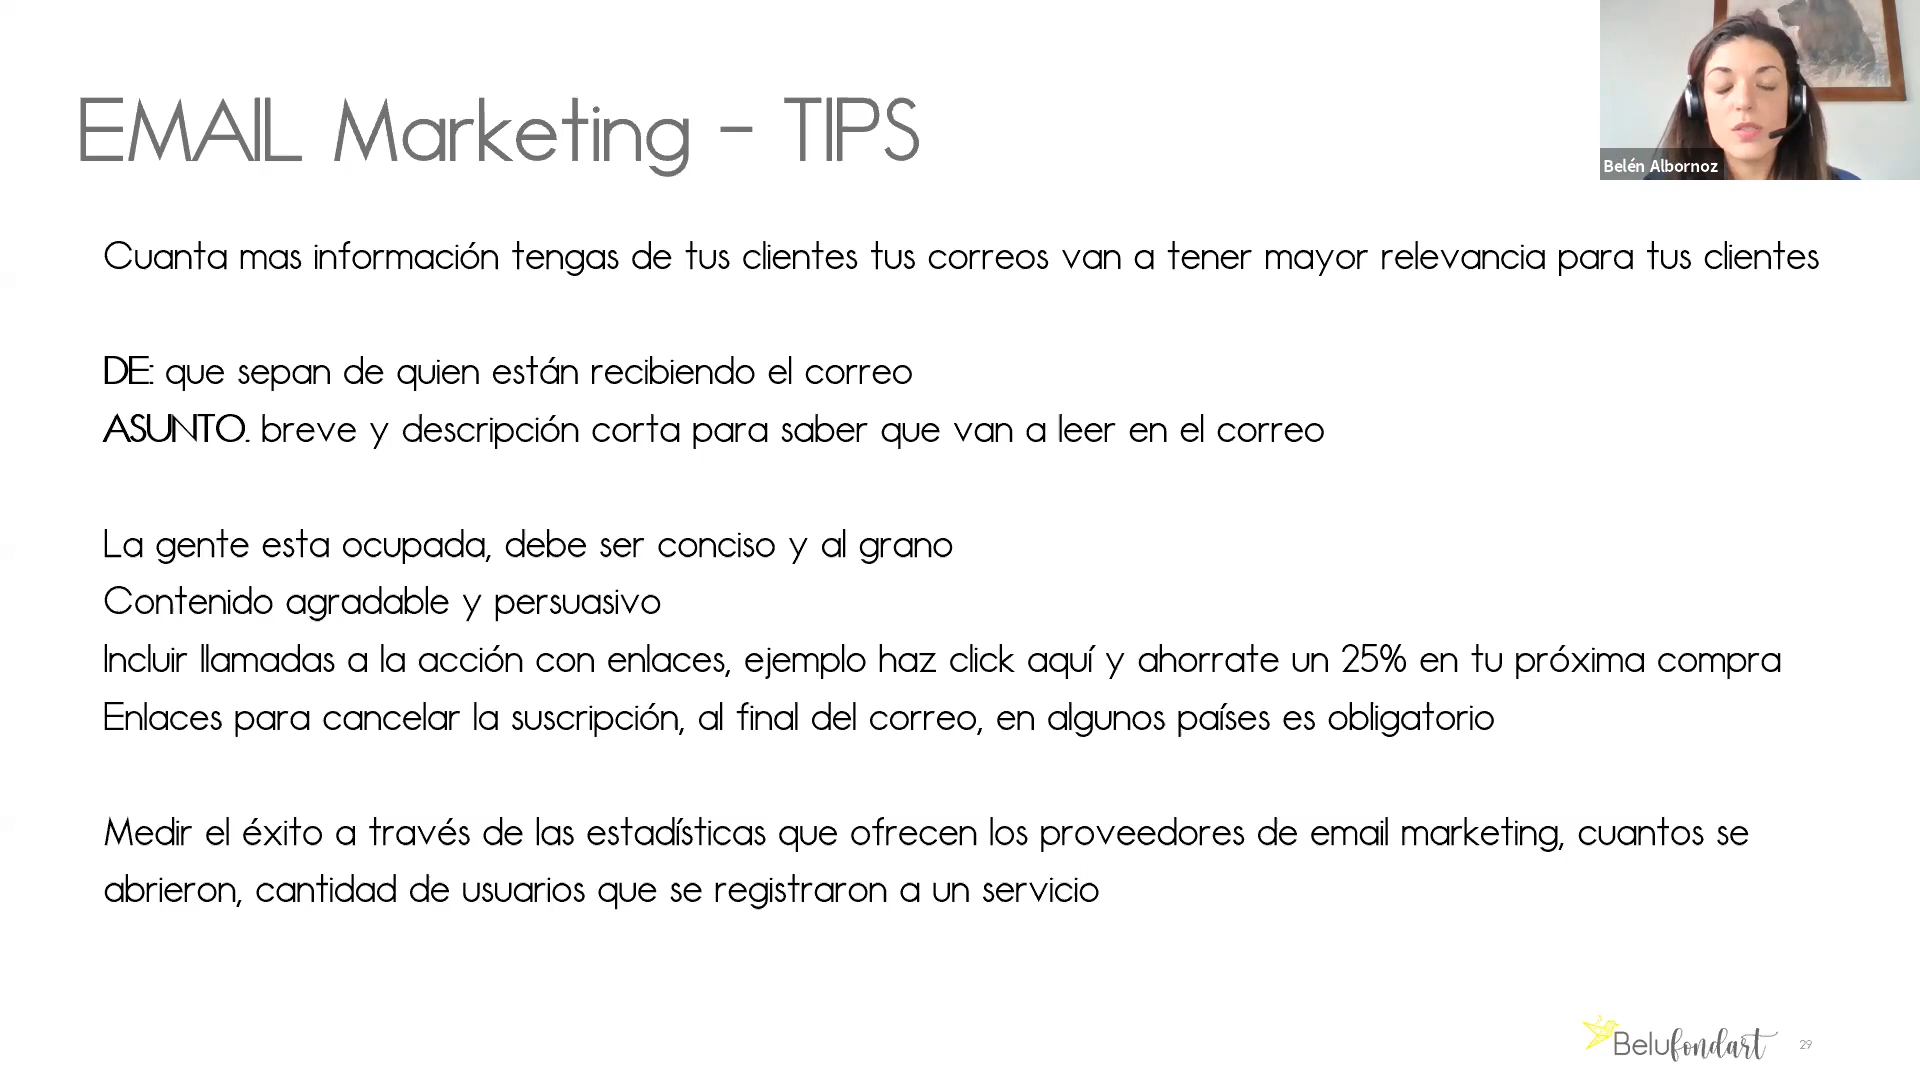 EMAIL Marketing - TIPS
Belén Albornoz
Cuanta mas información tengas de tus clientes tus correos van a tener mayor relevancia para tus clientes
DE: que sepan de quien están recibiendo el correo
ASUNTO. breve y descripción corta para saber que van a leer en el correo
La gente esta ocupada, debe ser conciso y al grano
Contenido agradable y persuasivo
Incluir llamadas a la acción con enlaces, ejemplo haz click aquí y ahorrate un 25% en tu próxima compra
Enlaces para cancelar la suscripción, al final del correo, en algunos países es obligatorio
Medir el éxito a través de las estadísticas que ofrecen los proveedores de email marketing, cuantos se
abrieron, cantidad de usuarios que se registraron a un servicio
Belufondart 29